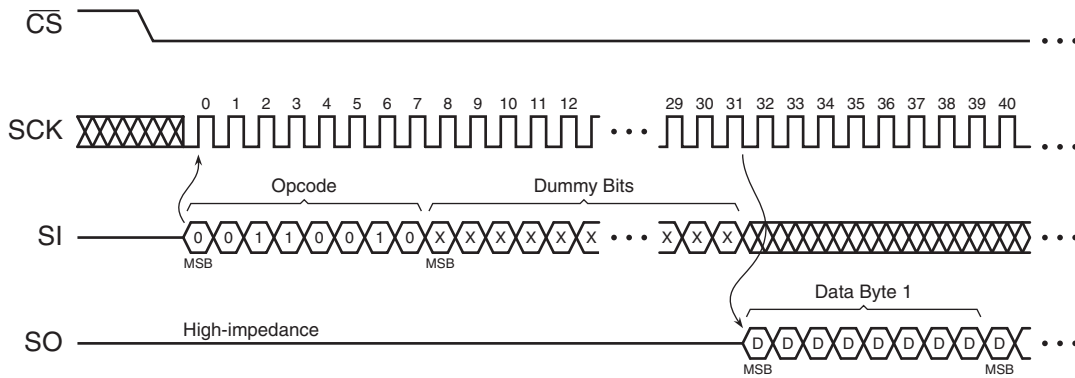 CS
0 1 2 3 4 5 6 7 8 9 10 11 12 29 30 31 32 33 34 35 36 37 38 39 40
SCK
Opcode Dummy Bits
SI 0 0 1 1 0 0 1 0 X X X X X X X X X
MSB MSB
Data Byte 1
High-impedance
SO D D D D D D D D D
MSB MSB